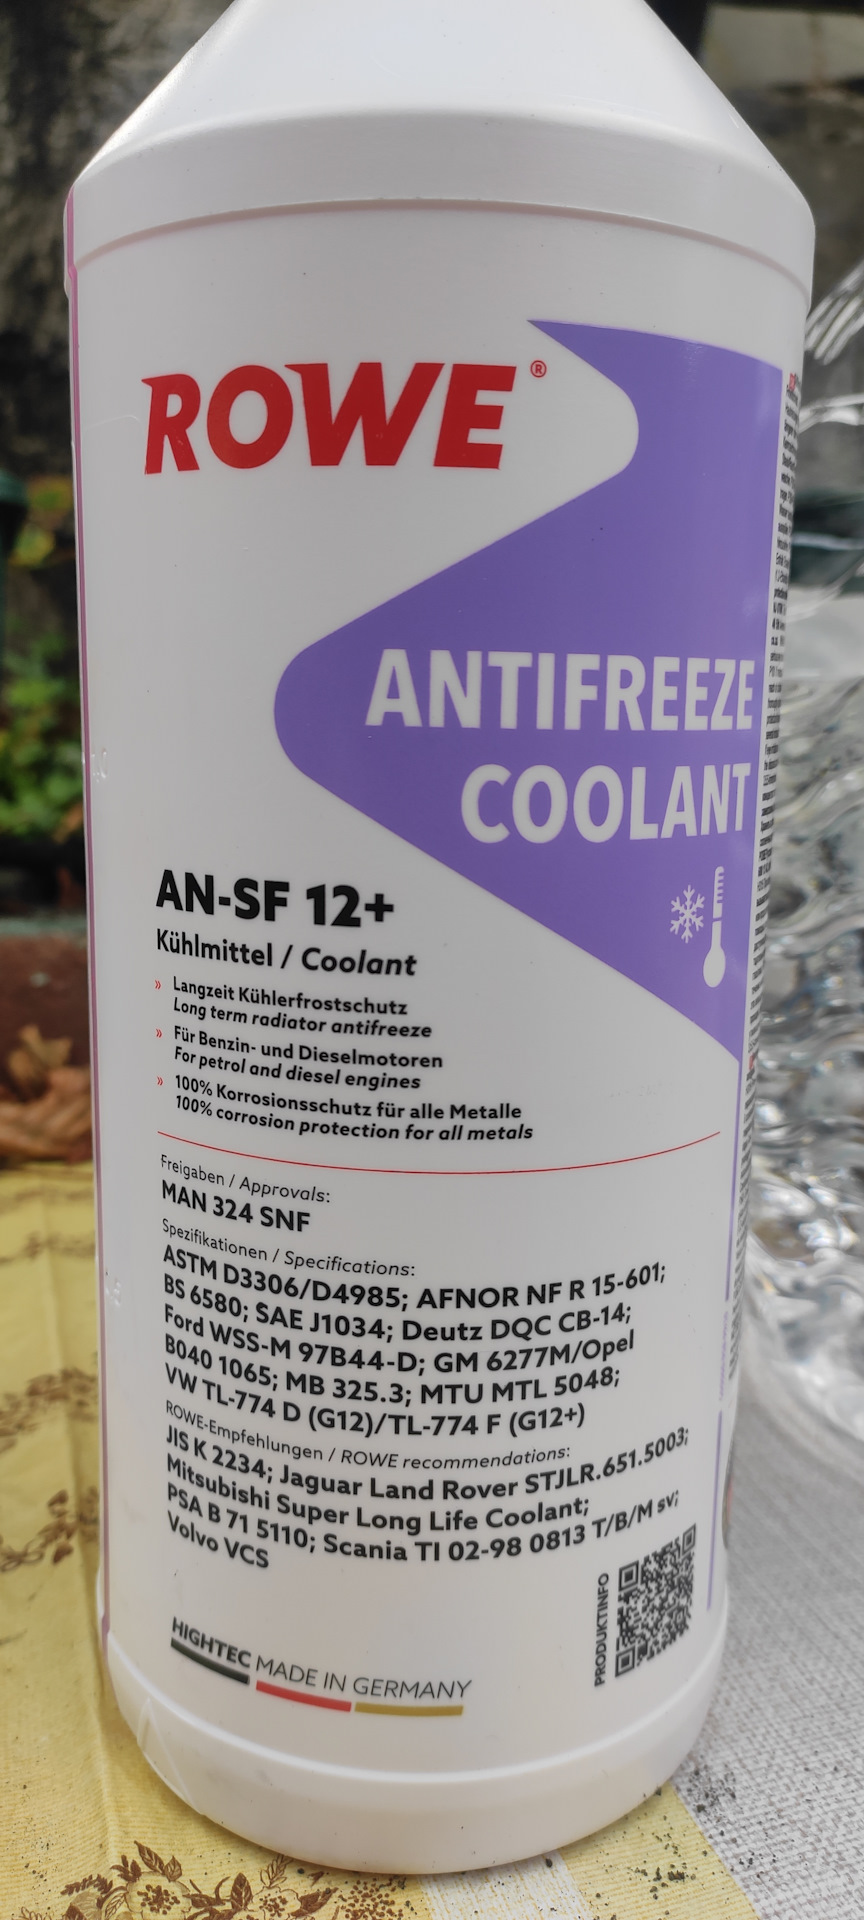 ROWE®
ANTIFREEZE
COOLANT
AN-SF 12+
Kühlmittel / Coolant
» Langzeit Kühlerfrostschutz
Long term radiator antifreeze
» Für Benzin- und Dieselmotoren
For petrol and diesel engines
» 100% Korrosionsschutz für alle Metalle
100% corrosion protection for all metals
Freigaben / Approvals:
MAN 324 SNF
Spezifikationen / Specifications:
ASTM D3306/D4985; AFNOR NF R 15-601;
BS 6580; SAE J1034; Deutz DQC CB-14;
Ford WSS-M 97B44-D; GM 6277M/Opel
B040 1065; MB 325.3; MTU MTL 5048;
VW TL-774 D (G12)/TL-774 F (G12+)
ROWE-Empfehlungen / ROWE recommendations:
JIS K 2234; Jaguar Land Rover STJLR.651.5003;
Mitsubishi Super Long Life Coolant;
PSA B 71 5110; Scania TI 02-98 0813 T/B/M sv;
Volvo VCS
PRODUKTINFO
HIGHTEC MADE IN GERMANY